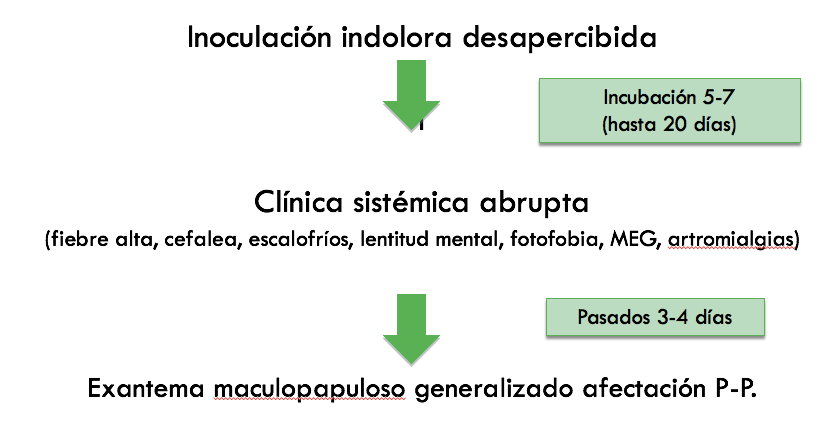 Inoculación indolora desapercibida
Incubación 5-7
(hasta 20 días)
Clínica sistémica abrupta
(fiebre alta, cefalea, escalofríos, lentitud mental, fotofobia, MEG, artromialgias)
Pasados 3-4 días
Exantema maculopapuloso generalizado afectación P-P.